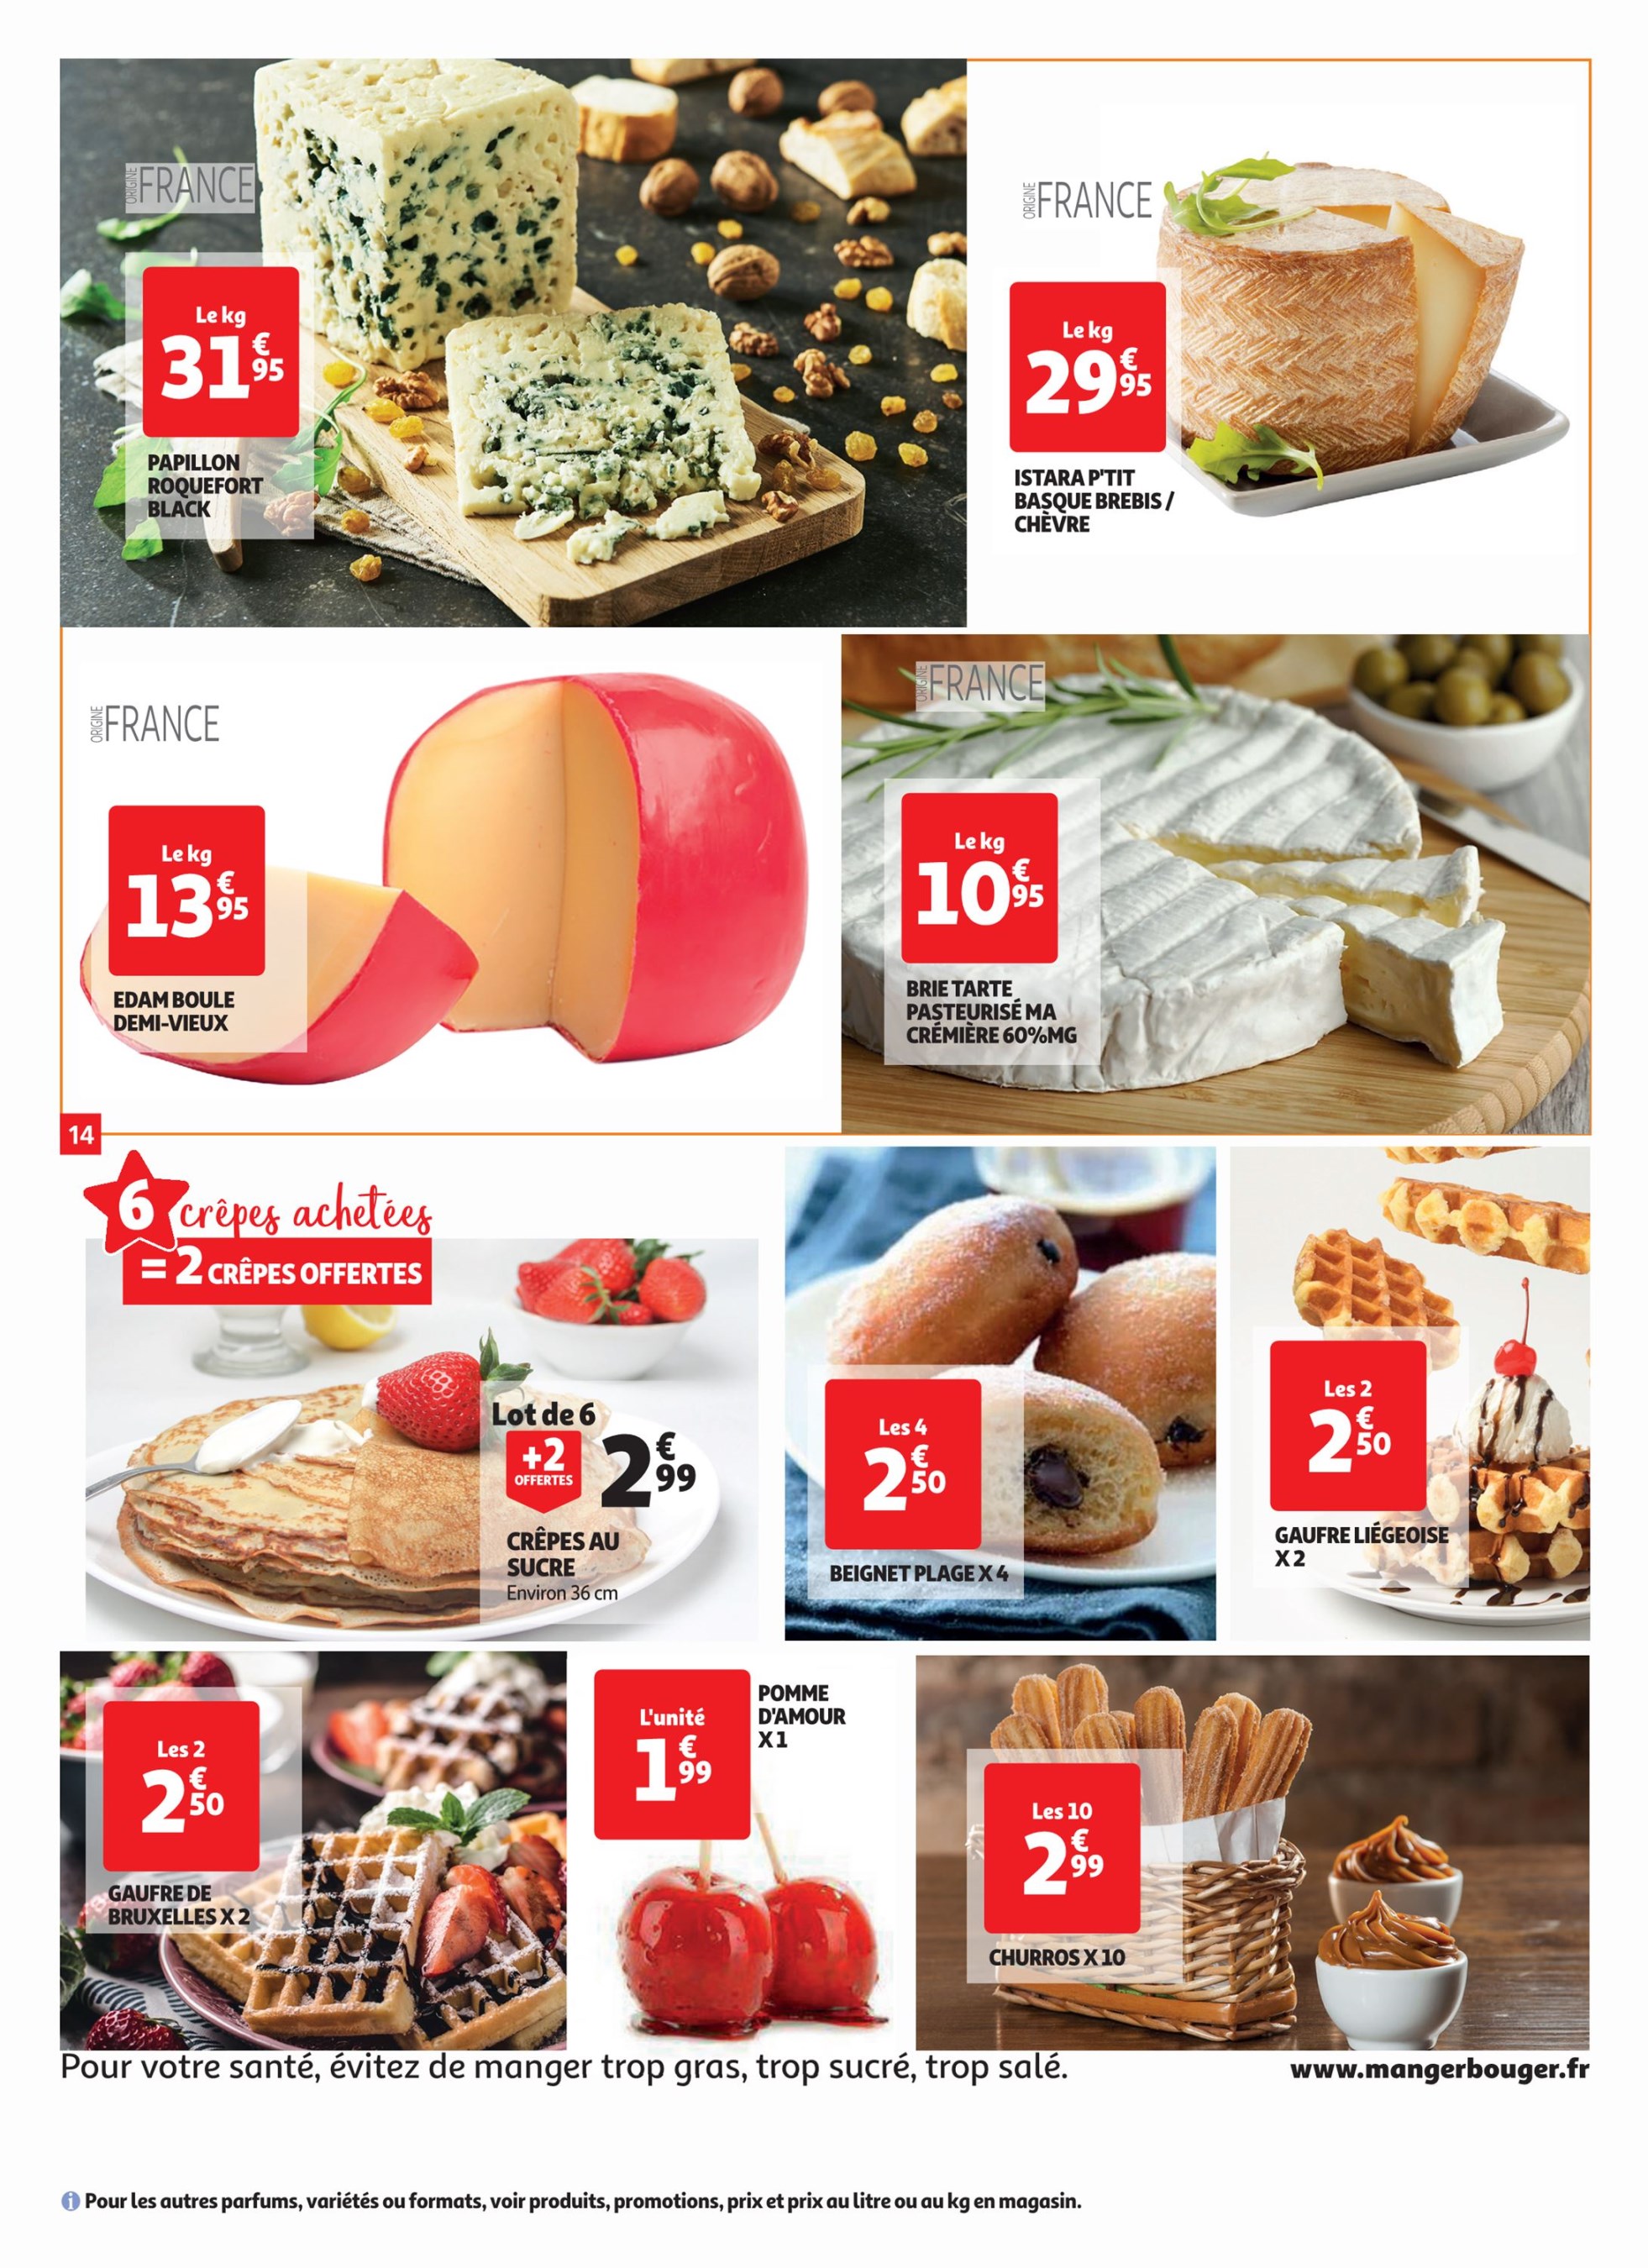 ORIGINE FRANCE
Le kg
31€95
PAPILLON
ROQUEFORT
BLACK
ORIGINE FRANCE
Le kg
29€95
ISTARA P'TIT
BASQUE BREBIS /
CHÈVRE
ORIGINE FRANCE
Le kg
13€95
EDAM BOULE
DEMI-VIEUX
ORIGINE FRANCE
Le kg
10€95
BRIE TARTE
PASTEURISÉ MA
CRÉMIÈRE 60%MG
14
6 crêpes achetées
= 2 CRÊPES OFFERTES
Lot de 6
+2
OFFERTES
2€99
CRÊPES AU
SUCRE
Environ 36 cm
Les 4
2€50
BEIGNET PLAGE X 4
Les 2
2€50
GAUFRE LIÉGEOISE
X 2
Les 2
2€50
GAUFRE DE
BRUXELLES X 2
L'unité
1€99
POMME
D'AMOUR
X 1
Les 10
2€99
CHURROS X 10
Pour votre santé, évitez de manger trop gras, trop sucré, trop salé.
www.mangerbouger.fr
i Pour les autres parfums, variétés ou formats, voir produits, promotions, prix et prix au litre ou au kg en magasin.